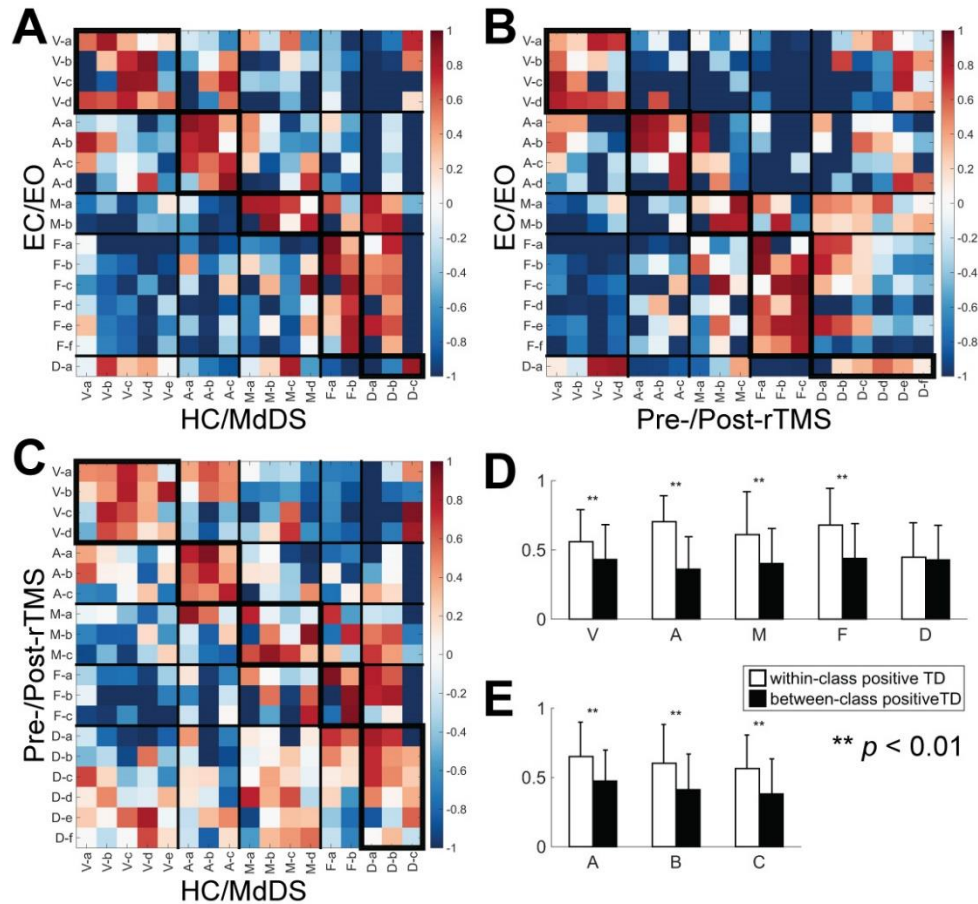 A
V-a
V-b
V-c
V-d
A-a
A-b
A-c
A-d
M-a
M-b
F-a
F-b
F-c
F-d
F-e
F-f
D-a
EC/EO
V-a V-b V-c V-d V-e A-a A-b A-c M-a M-b M-c M-d F-a F-b D-a D-b D-c
HC/MdDS
1
0.8
0.6
0.4
0.2
0
-0.2
-0.4
-0.6
-0.8
-1
B
V-a
V-b
V-c
V-d
A-a
A-b
A-c
A-d
M-a
M-b
F-a
F-b
F-c
F-d
F-e
F-f
D-a
EC/EO
V-a V-b V-c V-d A-a A-b A-c M-a M-b M-c F-a F-b F-c D-a D-b D-c D-d D-e D-f
Pre-/Post-rTMS
1
0.8
0.6
0.4
0.2
0
-0.2
-0.4
-0.6
-0.8
-1
C
V-a
V-b
V-c
V-d
A-a
A-b
A-c
M-a
M-b
M-c
F-a
F-b
F-c
D-a
D-b
D-c
D-d
D-e
D-f
Pre-/Post-rTMS
V-a V-b V-c V-d V-e A-a A-b A-c M-a M-b M-c M-d F-a F-b D-a D-b D-c
HC/MdDS
1
0.8
0.6
0.4
0.2
0
-0.2
-0.4
-0.6
-0.8
-1
D
1
0.5
0
** ** ** **
V A M F D
E
1
0.5
0
** ** **
A B C
within-class positive TD
between-class positiveTD
** p < 0.01